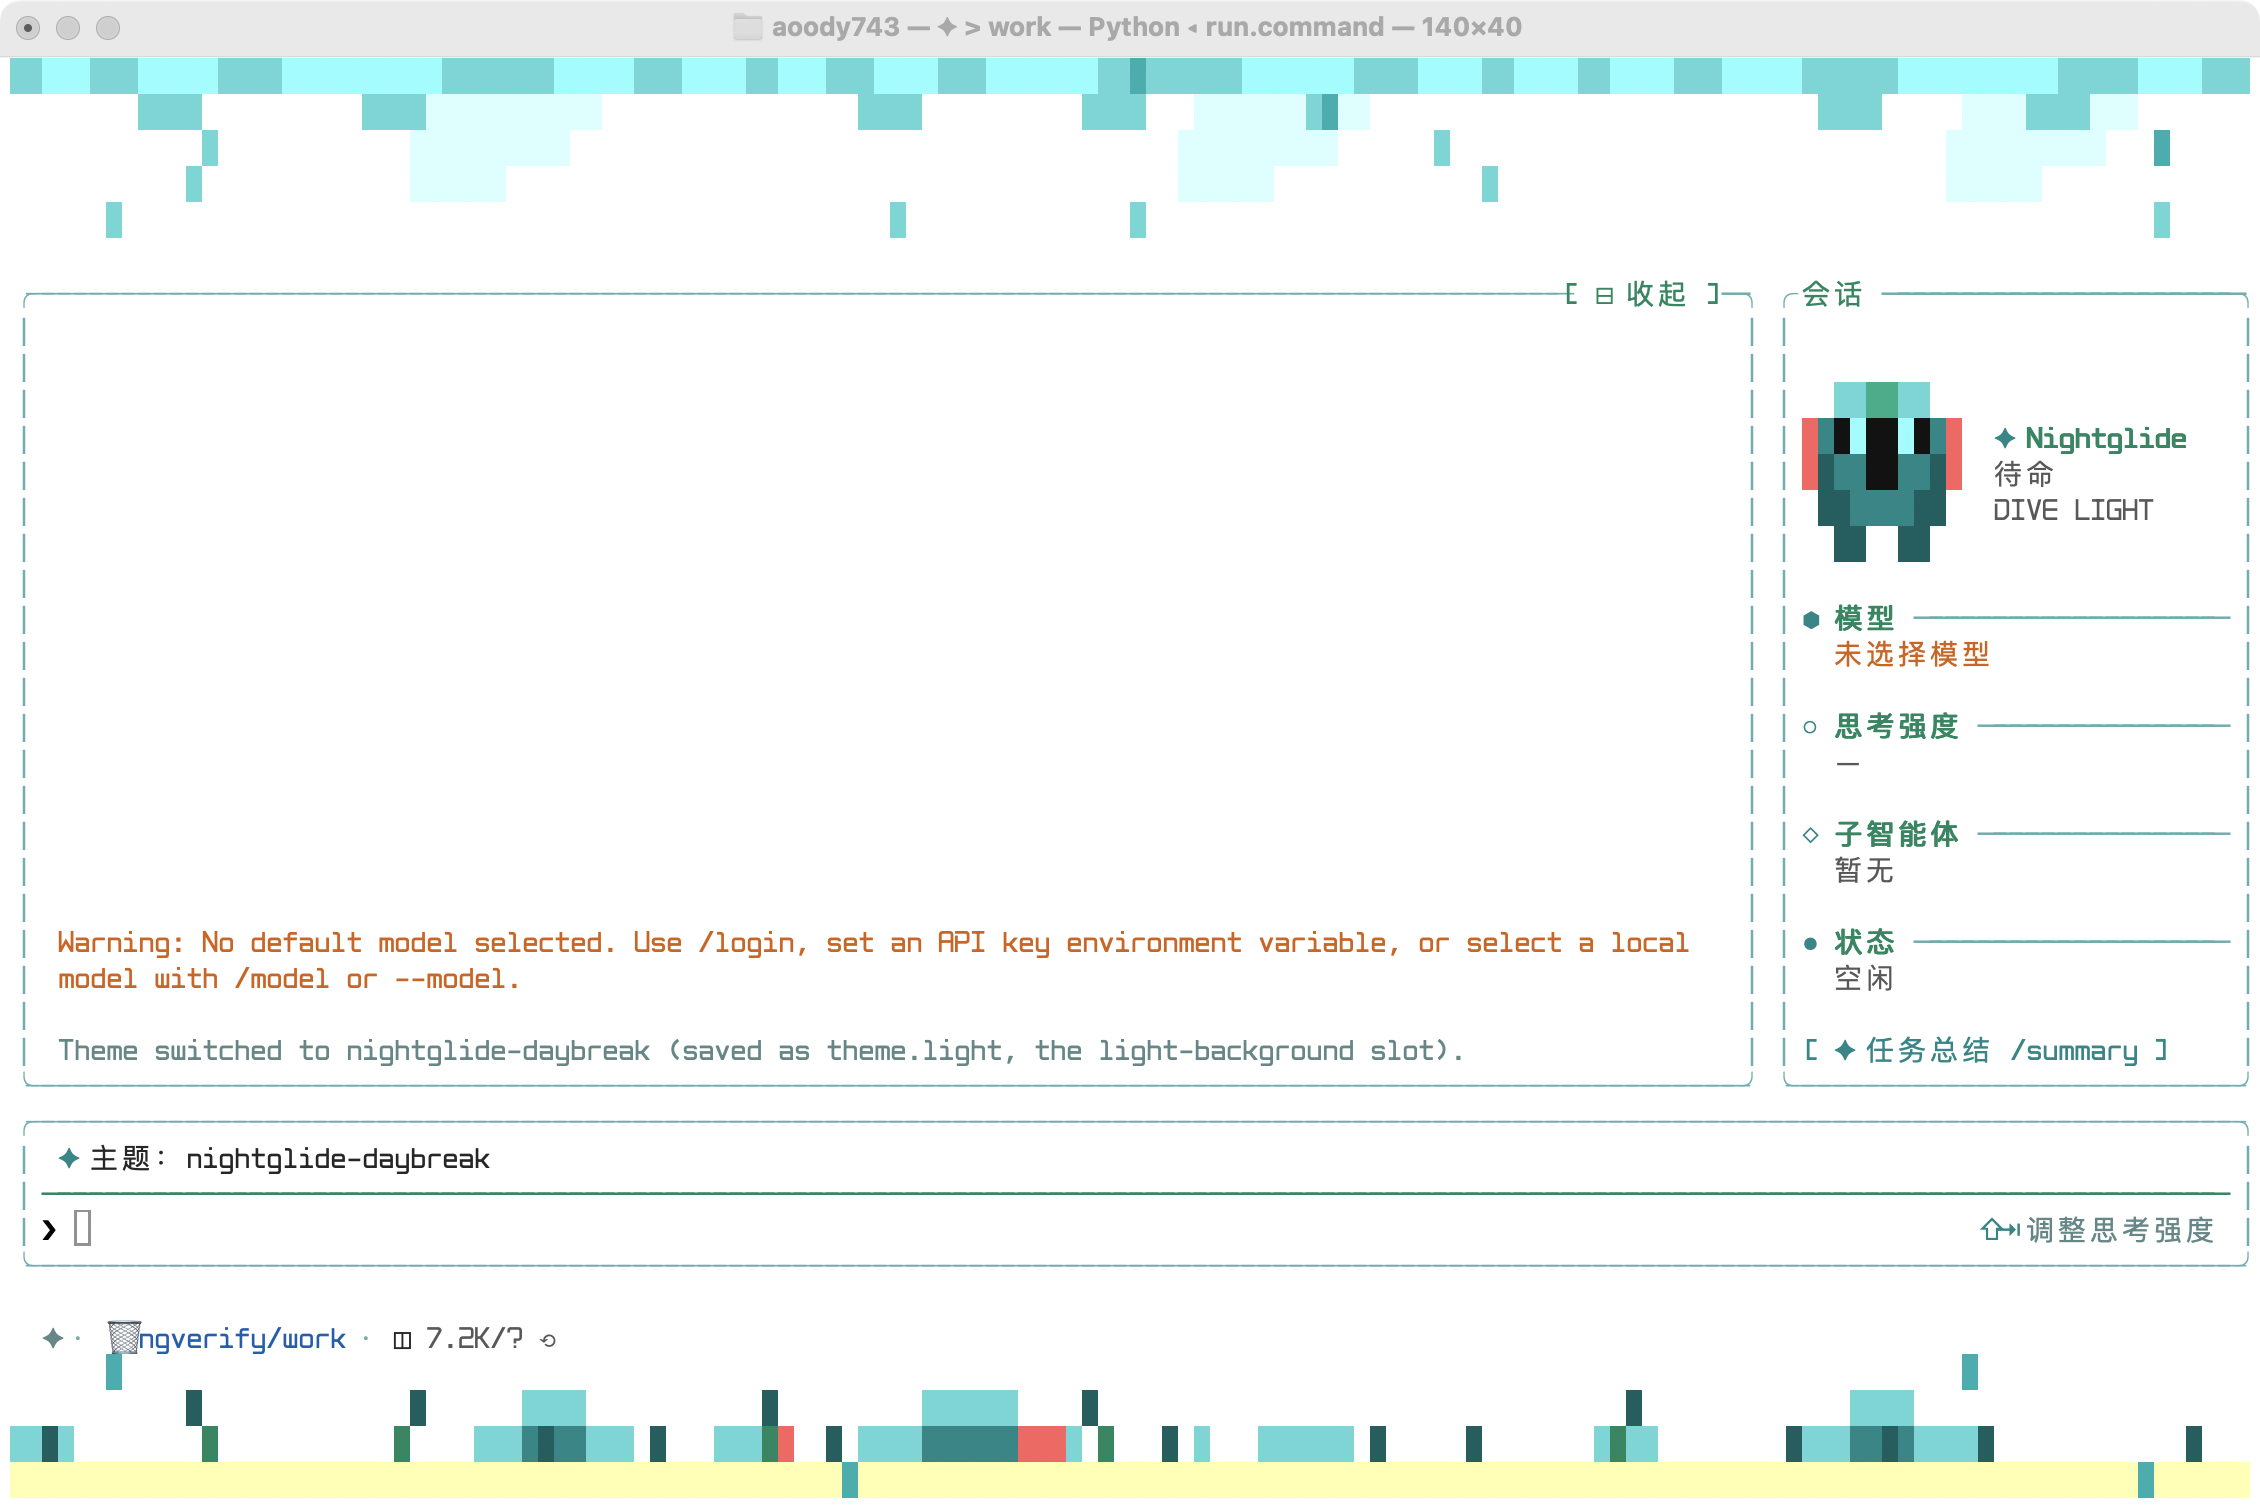 aoody743 — ✦ > work — Python ◂ run.command — 140×40
[ ⊟ 收起 ]
Warning: No default model selected. Use /login, set an API key environment variable, or select a local
model with /model or --model.
Theme switched to nightglide-daybreak (saved as theme.light, the light-background slot).
会话
✦ Nightglide
待命
DIVE LIGHT
⬢ 模型
未选择模型
○ 思考强度
—
◇ 子智能体
暂无
● 状态
空闲
[ ✦ 任务总结 /summary ]
✦ 主题: nightglide-daybreak
❯
⇧⇥ 调整思考强度
✦ · 🗑ngverify/work · ◫ 7.2K/? ⟲